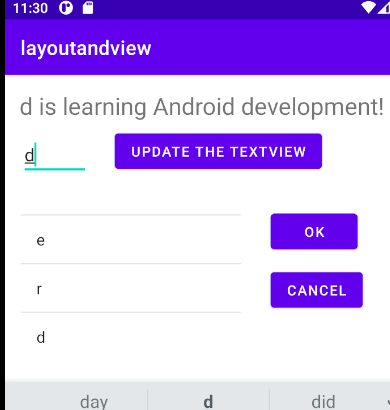 11:30
layoutandview
d is learning Android development!
d
UPDATE THE TEXTVIEW
e
OK
r
CANCEL
d
day d did